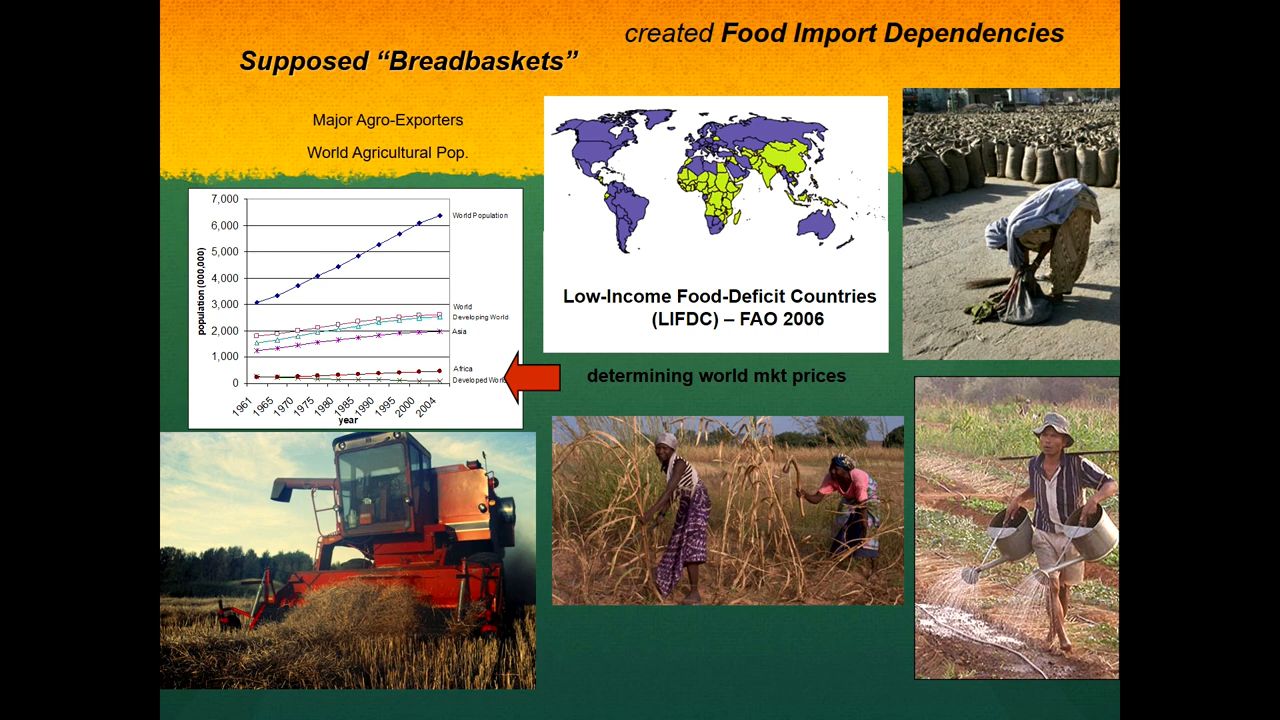 created Food Import Dependencies
Supposed “Breadbaskets”
Major Agro-Exporters
World Agricultural Pop.
7,000
6,000
5,000
4,000
3,000
2,000
1,000
0
population (000,000)
World Population
World
Developing World
Asia
Africa
Developed World
1961
1965
1970
1975
1980
1985
1990
1995
2000
2004
year
Low-Income Food-Deficit Countries
(LIFDC) – FAO 2006
determining world mkt prices